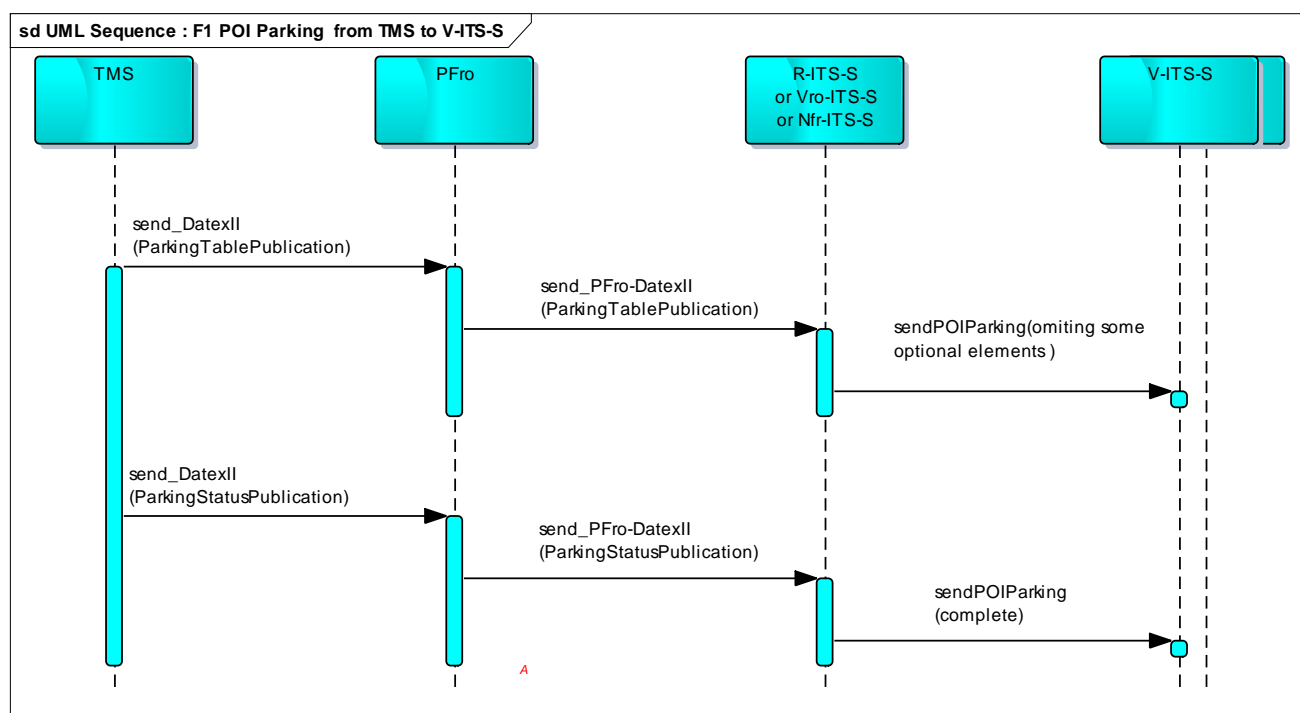 sd UML Sequence : F1 POI Parking  from TMS to V-ITS-S
TMS
PFro
R-ITS-S
or Vro-ITS-S
or Nfr-ITS-S
V-ITS-S
send_DatexII
(ParkingTablePublication)
send_PFro-DatexII
(ParkingTablePublication)
sendPOIParking(omiting some
optional elements )
send_DatexII
(ParkingStatusPublication)
send_PFro-DatexII
(ParkingStatusPublication)
sendPOIParking
(complete)
A